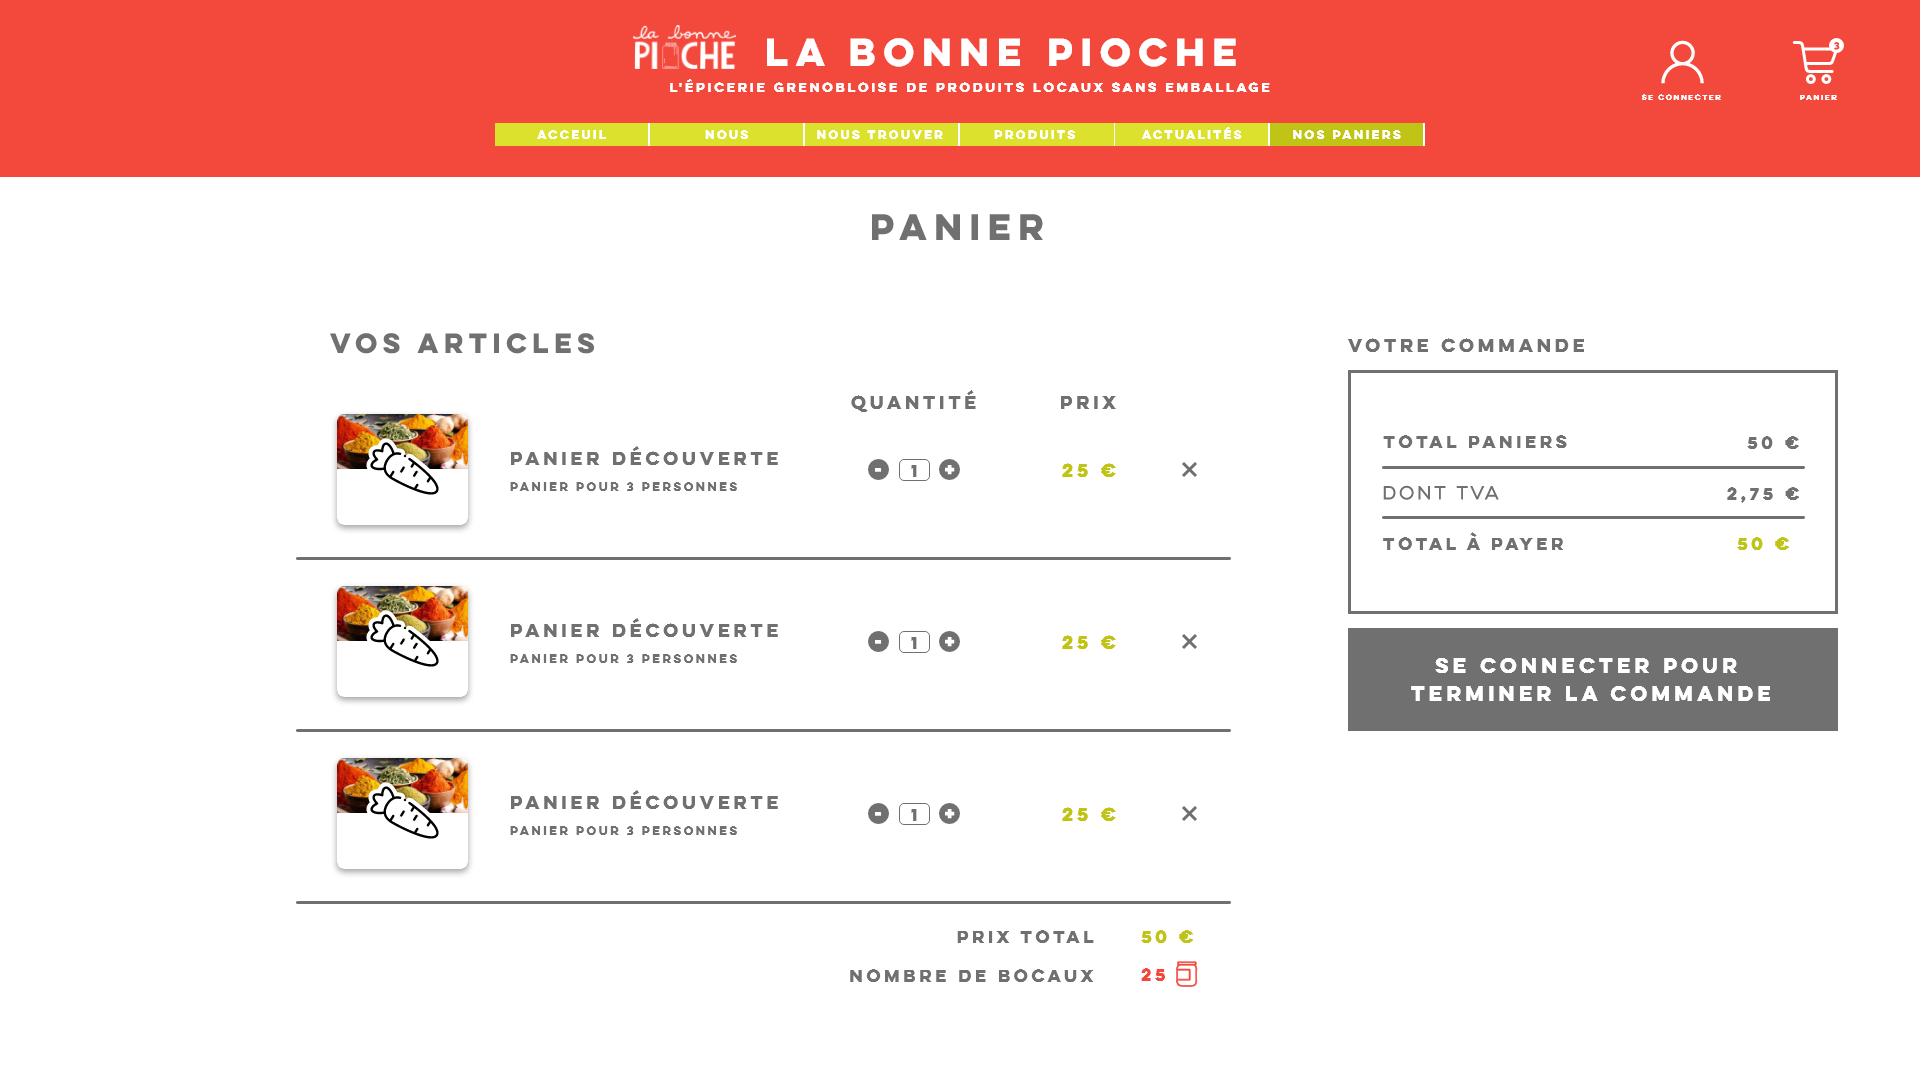 la bonne
PIOCHE
LA BONNE PIOCHE
L'ÉPICERIE GRENOBLOISE DE PRODUITS LOCAUX SANS EMBALLAGE
SE CONNECTER
3
PANIER
ACCEUIL
NOUS
NOUS TROUVER
PRODUITS
ACTUALITÉS
NOS PANIERS
PANIER
VOS ARTICLES
QUANTITÉ
PRIX
PANIER DÉCOUVERTE
PANIER POUR 3 PERSONNES
- 1 +
25 €
PANIER DÉCOUVERTE
PANIER POUR 3 PERSONNES
- 1 +
25 €
PANIER DÉCOUVERTE
PANIER POUR 3 PERSONNES
- 1 +
25 €
PRIX TOTAL 50 €
NOMBRE DE BOCAUX 25
VOTRE COMMANDE
TOTAL PANIERS 50 €
DONT TVA 2,75 €
TOTAL À PAYER 50 €
SE CONNECTER POUR
TERMINER LA COMMANDE